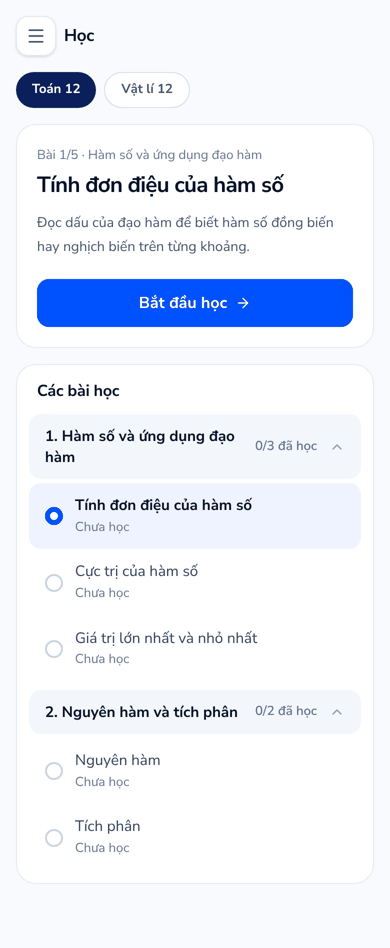 Học
Toán 12
Vật lí 12
Bài 1/5 · Hàm số và ứng dụng đạo hàm
Tính đơn điệu của hàm số
Đọc dấu của đạo hàm để biết hàm số đồng biến
hay nghịch biến trên từng khoảng.
Bắt đầu học →
Các bài học
1. Hàm số và ứng dụng đạo
hàm
0/3 đã học
Tính đơn điệu của hàm số
Chưa học
Cực trị của hàm số
Chưa học
Giá trị lớn nhất và nhỏ nhất
Chưa học
2. Nguyên hàm và tích phân
0/2 đã học
Nguyên hàm
Chưa học
Tích phân
Chưa học